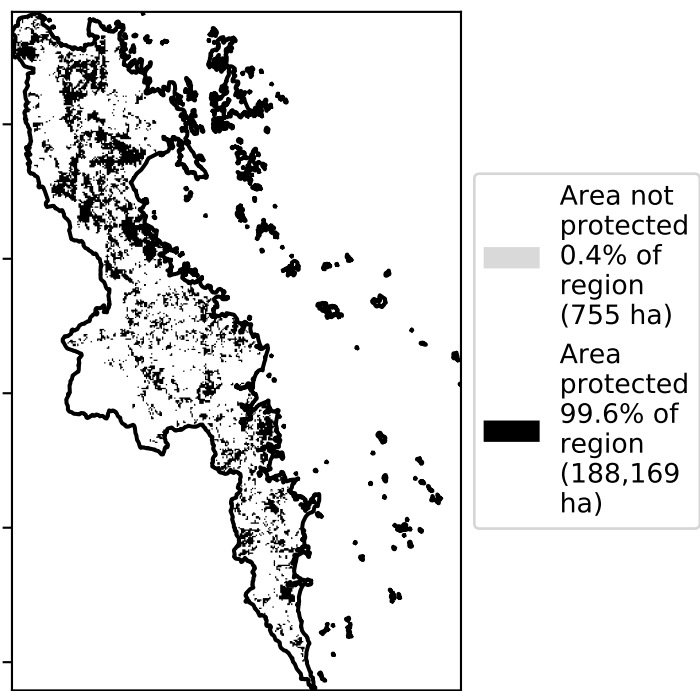 Area not
protected
0.4% of
region
(755 ha)
Area
protected
99.6% of
region
(188,169
ha)